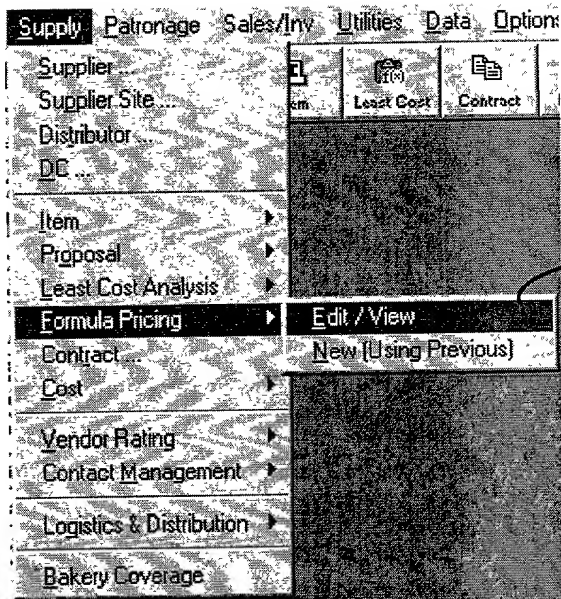 Supply Patronage Sales/Inv Utilities Data Options
Supplier ...
Supplier Site ...
Distributor ...
DC ...
Least Cost
Contract
Item
Proposal
Least Cost Analysis
Formula Pricing
Edit / View
New (Using Previous)
Contract ...
Cost
Vendor Rating
Contact Management
Logistics & Distribution
Bakery Coverage